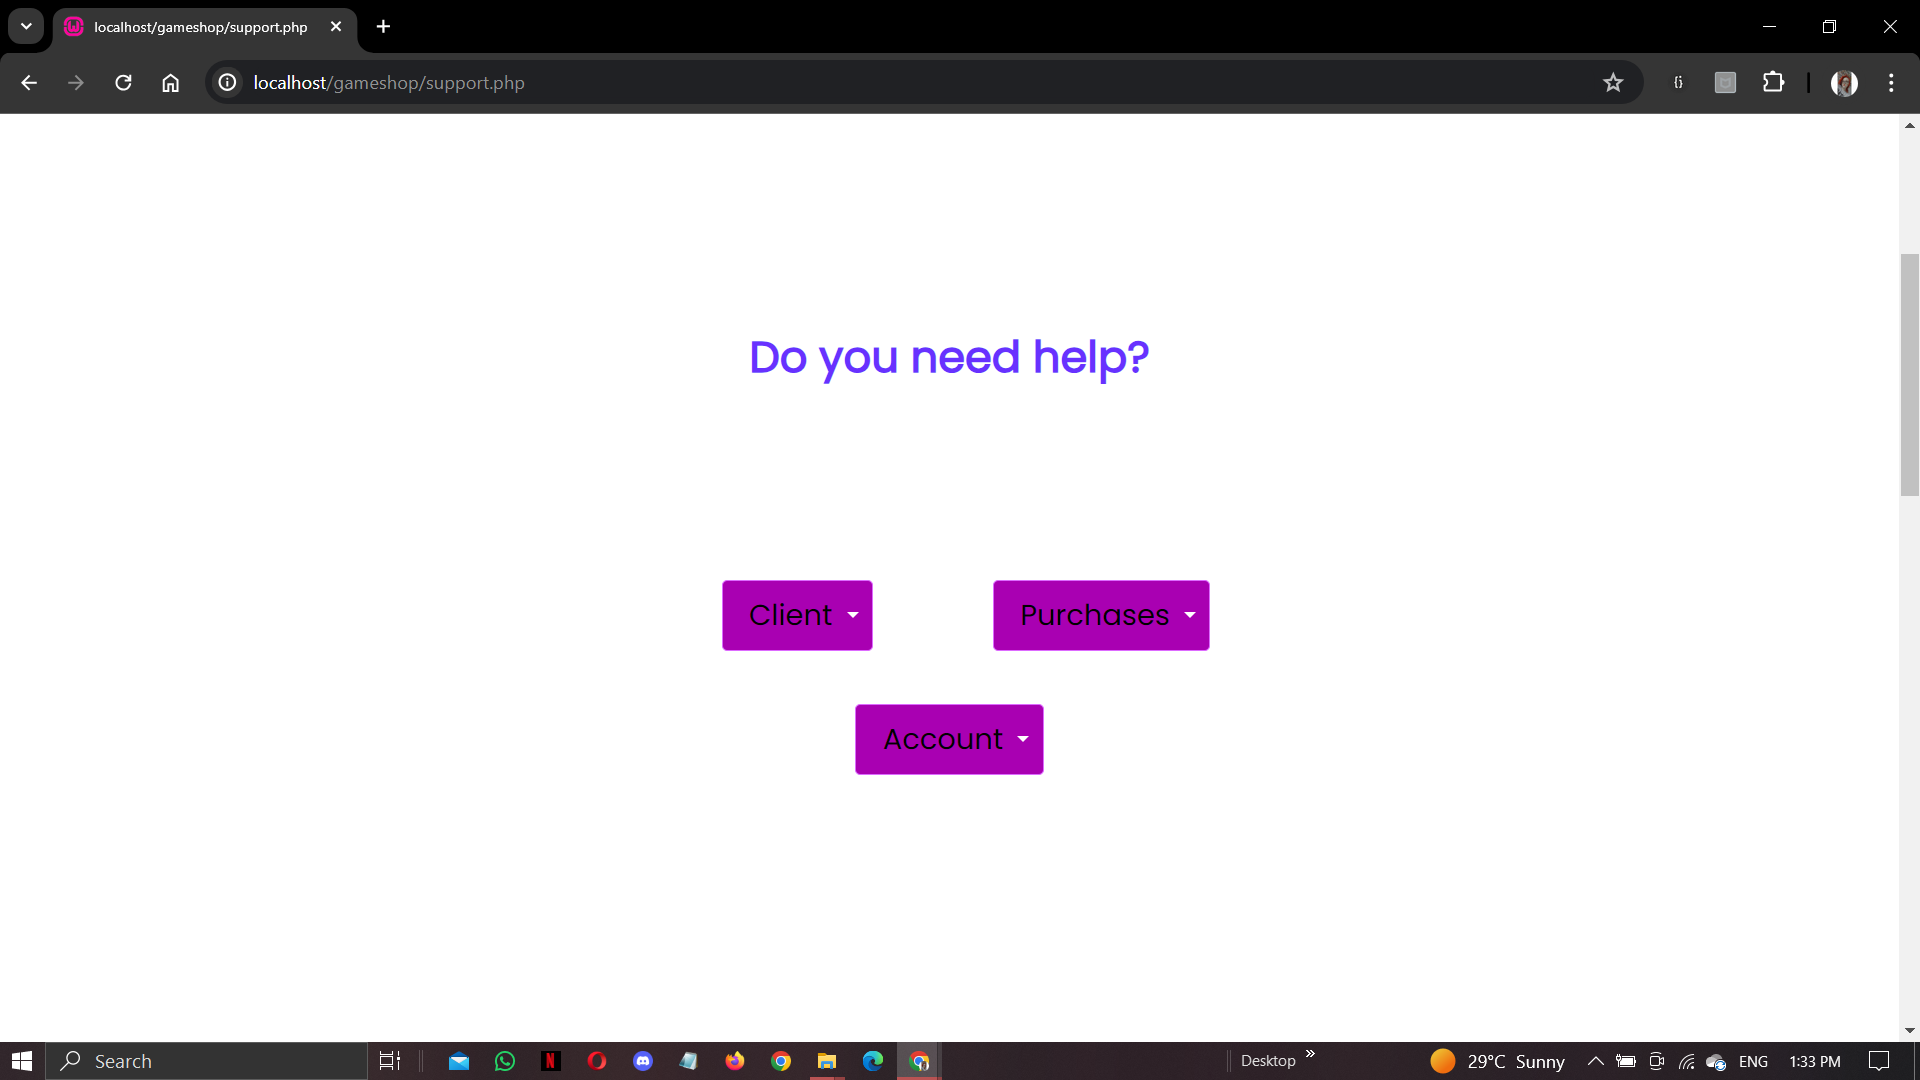 localhost/gameshop/support.php
localhost/gameshop/support.php
Do you need help?
Client
Purchases
Account
Search
Desktop
29°C Sunny
ENG
1:33 PM